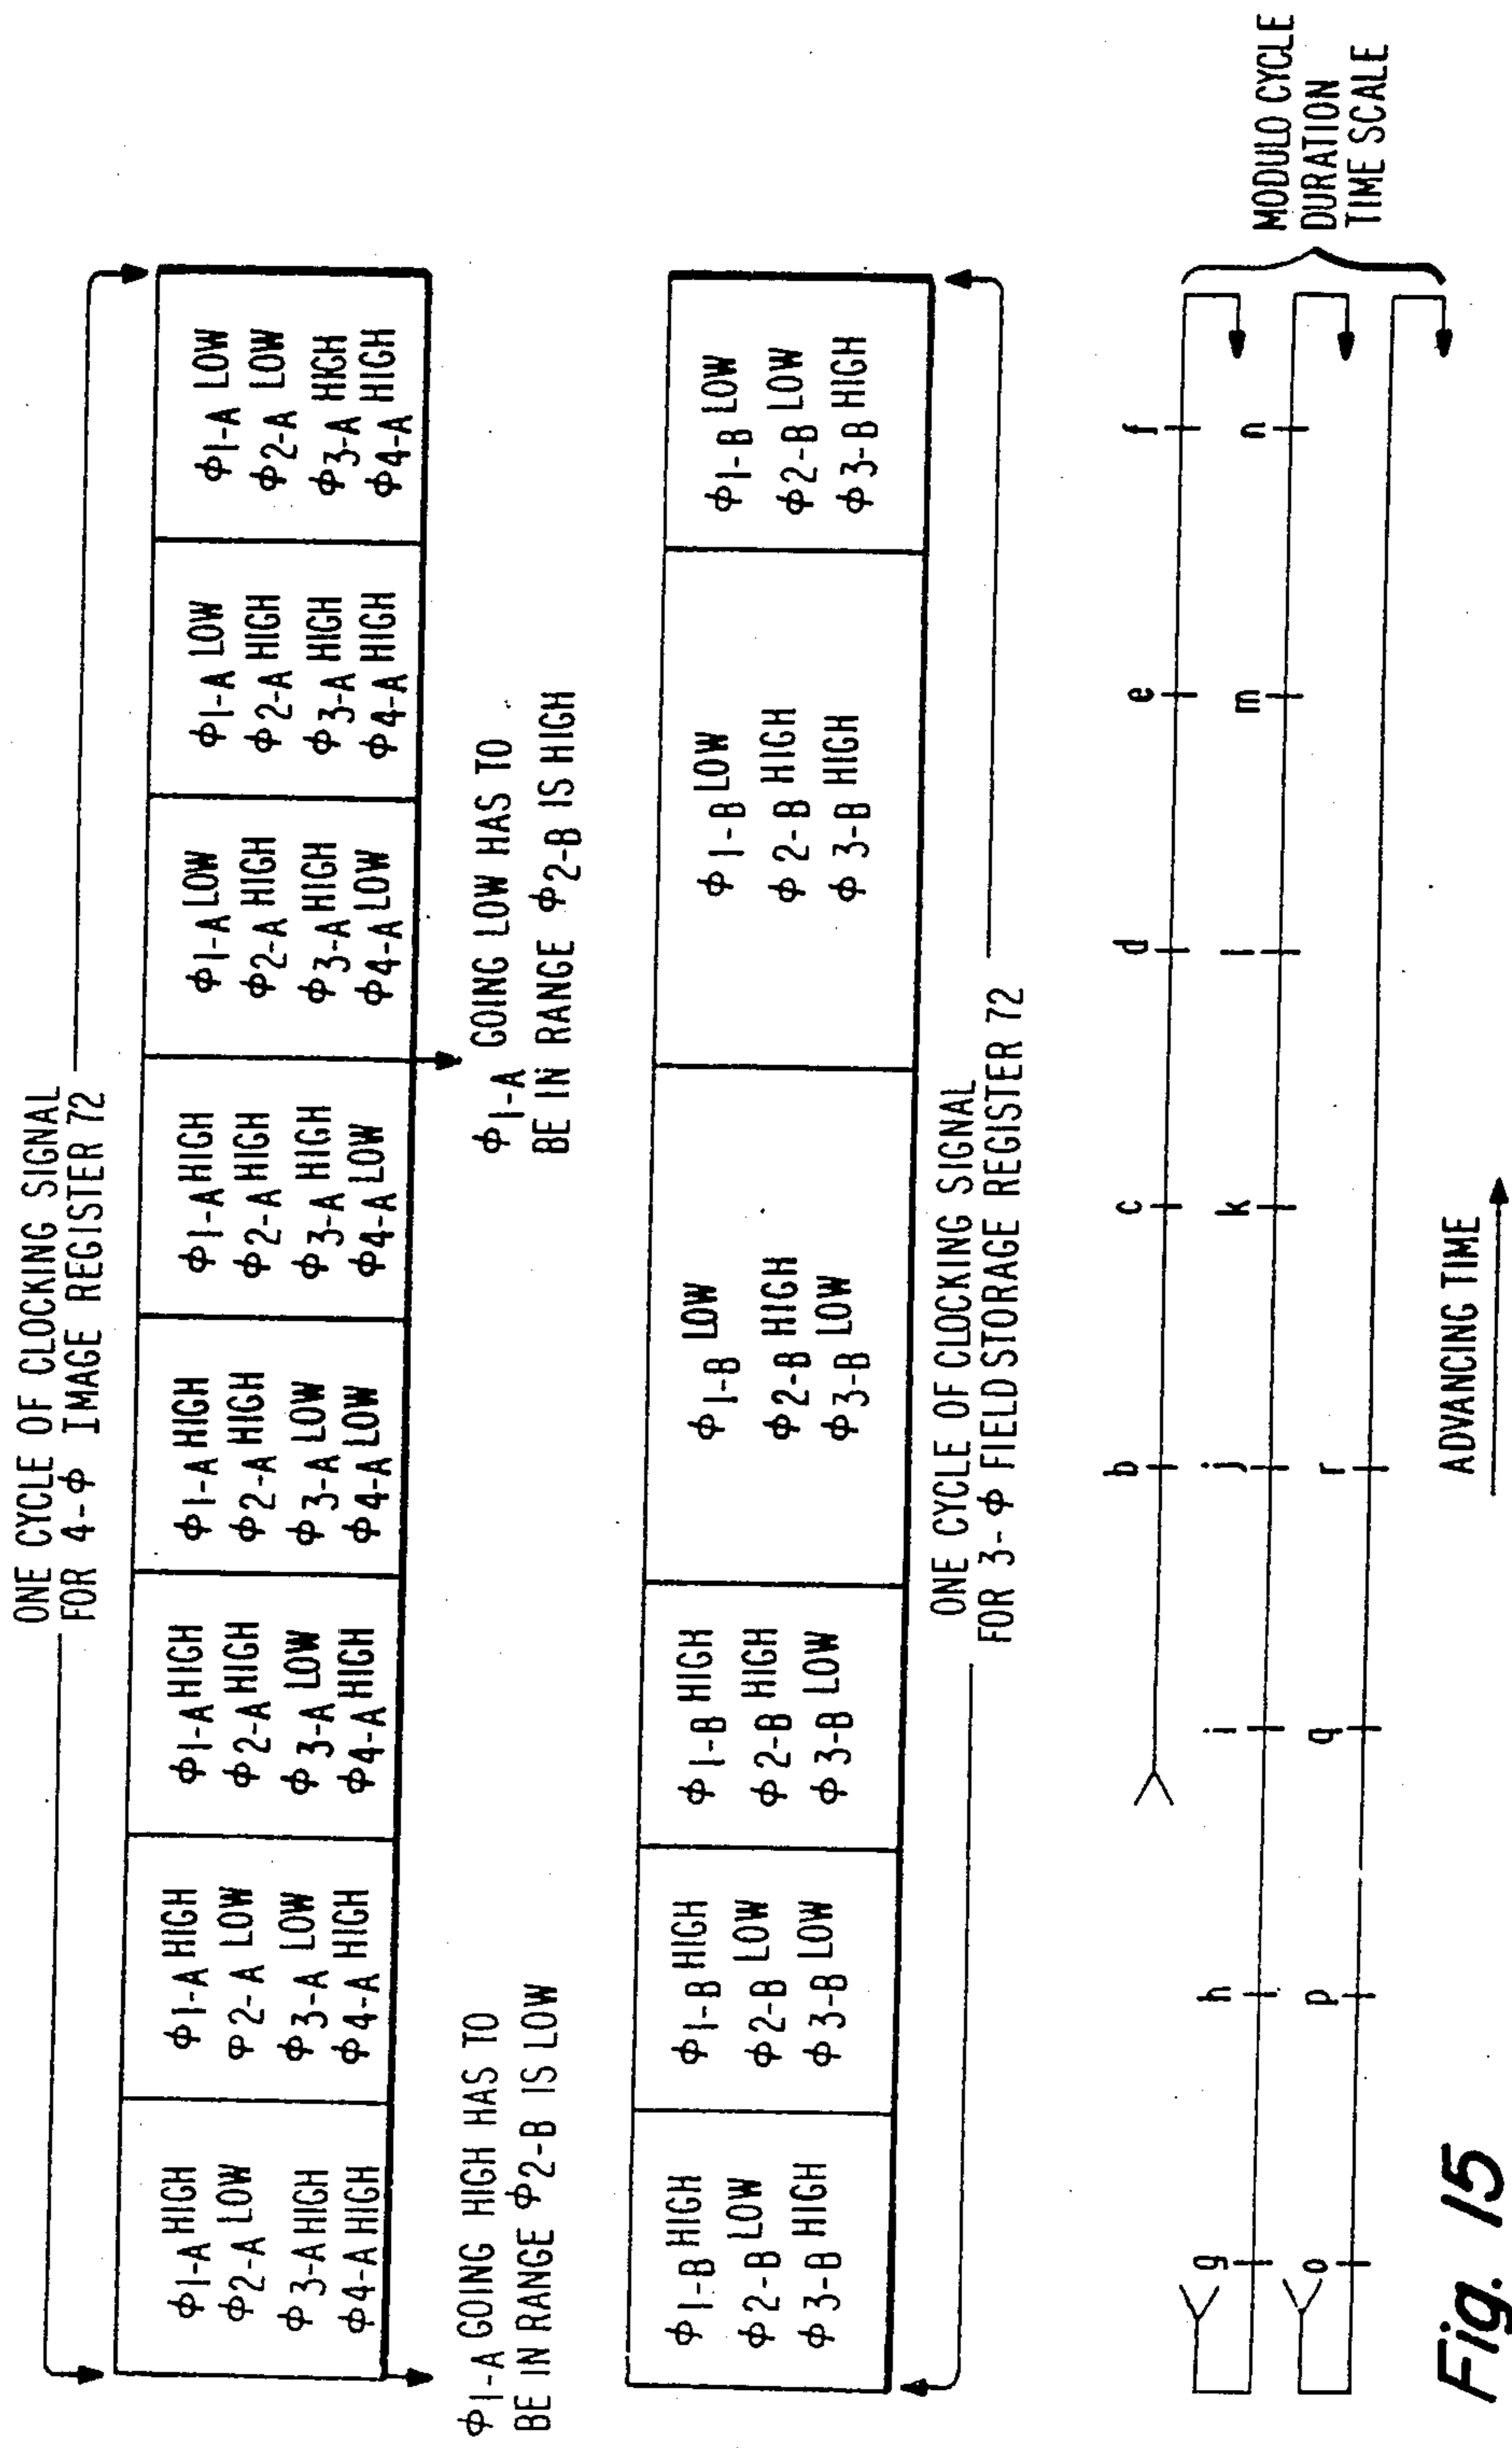 ONE CYCLE OF CLOCKING SIGNAL
FOR 4-ϕ IMAGE REGISTER 72
ϕ1-A HIGH
ϕ2-A LOW
ϕ3-A HIGH
ϕ4-A HIGH
ϕ1-A HIGH
φ2-A LOW
ϕ3-A LOW
ϕ4-A HIGH
ϕ1-A HIGH
ϕ2-A HIGH
ϕ3-A LOW
ϕ4-A HIGH
ϕ1-A HIGH
ϕ2-A HIGH
ϕ3-A LOW
ϕ4-A LOW
ϕ1-A HIGH
ϕ2-A HIGH
ϕ3-A HIGH
ϕ4-A LOW
ϕ1-A LOW
ϕ2-A HIGH
ϕ3-A HIGH
ϕ4-A LOW
ϕ1-A LOW
ϕ2-A HIGH
ϕ3-A HIGH
ϕ4-A HIGH
ϕ1-A LOW
ϕ2-A LOW
ϕ3-A HIGH
ϕ4-A HIGH
ϕ1-A GOING HIGH HAS TO
BE IN RANGE ϕ2-B IS LOW
ϕ1-A GOING LOW HAS TO
BE IN RANGE ϕ2-B IS HIGH
ϕ1-B HIGH
ϕ2-B LOW
ϕ3-B HIGH
ϕ1-B HIGH
ϕ2-B LOW
ϕ3-B LOW
ϕ1-B HIGH
ϕ2-B HIGH
ϕ3-B LOW
ϕ1-B LOW
ϕ2-B HIGH
ϕ3-B LOW
ϕ1-B LOW
ϕ2-B HIGH
ϕ3-B HIGH
ϕ1-B LOW
ϕ2-B LOW
ϕ3-B HIGH
ONE CYCLE OF CLOCKING SIGNAL
FOR 3-ϕ FIELD STORAGE REGISTER 72
b c d e f
g h i j k l m n
o p q r
MODULO CYCLE
DURATION
TIME SCALE
ADVANCING TIME
Fig. 15